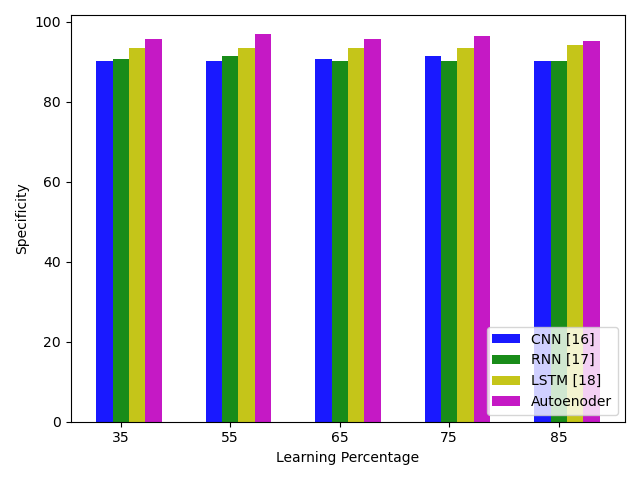 100
80
60
40
20
0
Specificity
35 55 65 75 85
Learning Percentage
CNN [16]
RNN [17]
LSTM [18]
Autoenoder